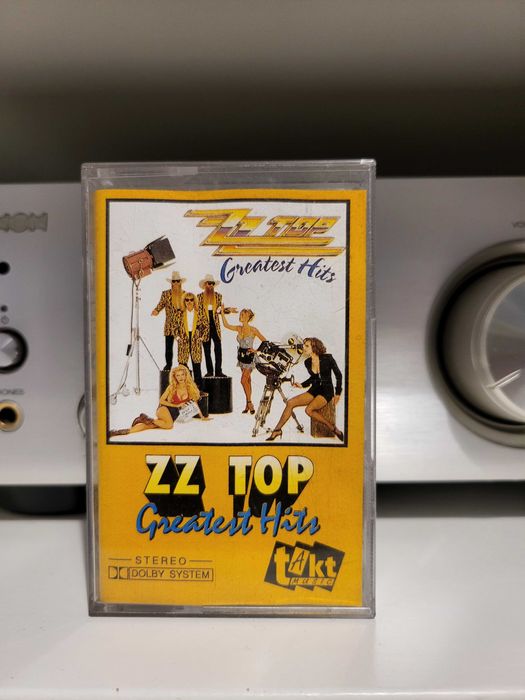 ZZ TOP
Greatest Hits
ZZ TOP
Greatest Hits
STEREO
DOLBY SYSTEM
takt
MUSIC